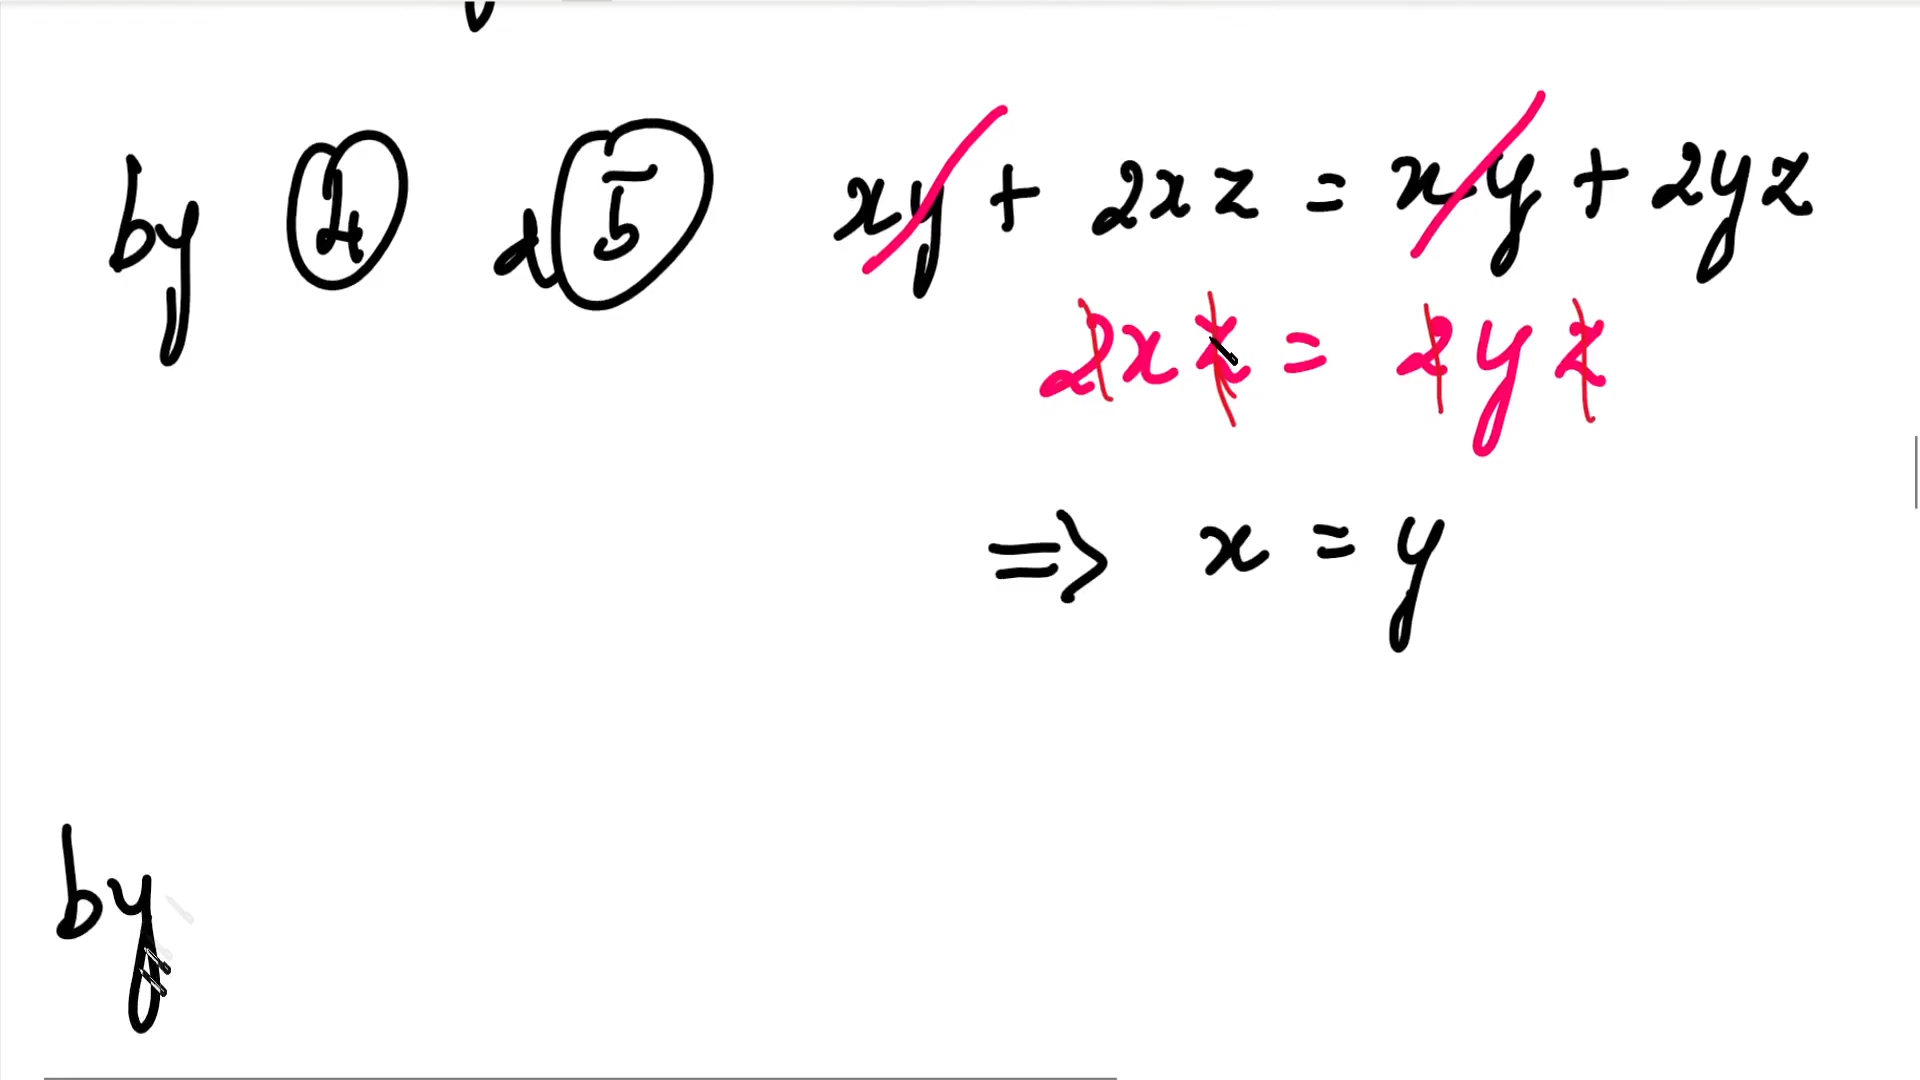 by ④ & ⑤ xy + 2xz = xy + 2yz
2xz = 2yz
⇒ x = y
by